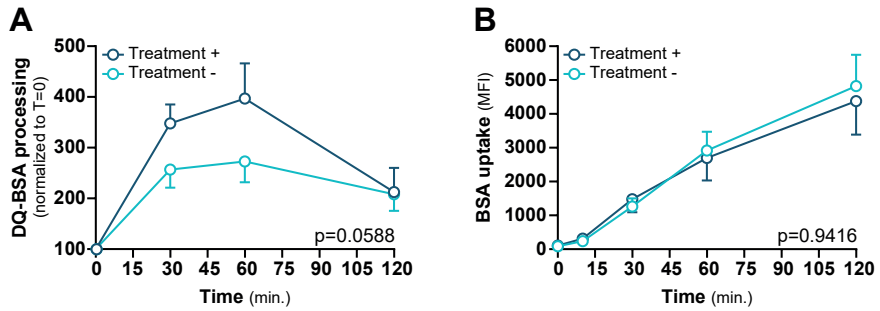 A
DQ-BSA processing
(normalized to T=0)
500
400
300
200
100
Treatment +
Treatment -
p=0.0588
0 15 30 45 60 75 90 105 120
Time (min.)
B
BSA uptake (MFI)
6000
5000
4000
3000
2000
1000
0
Treatment +
Treatment -
p=0.9416
0 15 30 45 60 75 90 105 120
Time (min.)